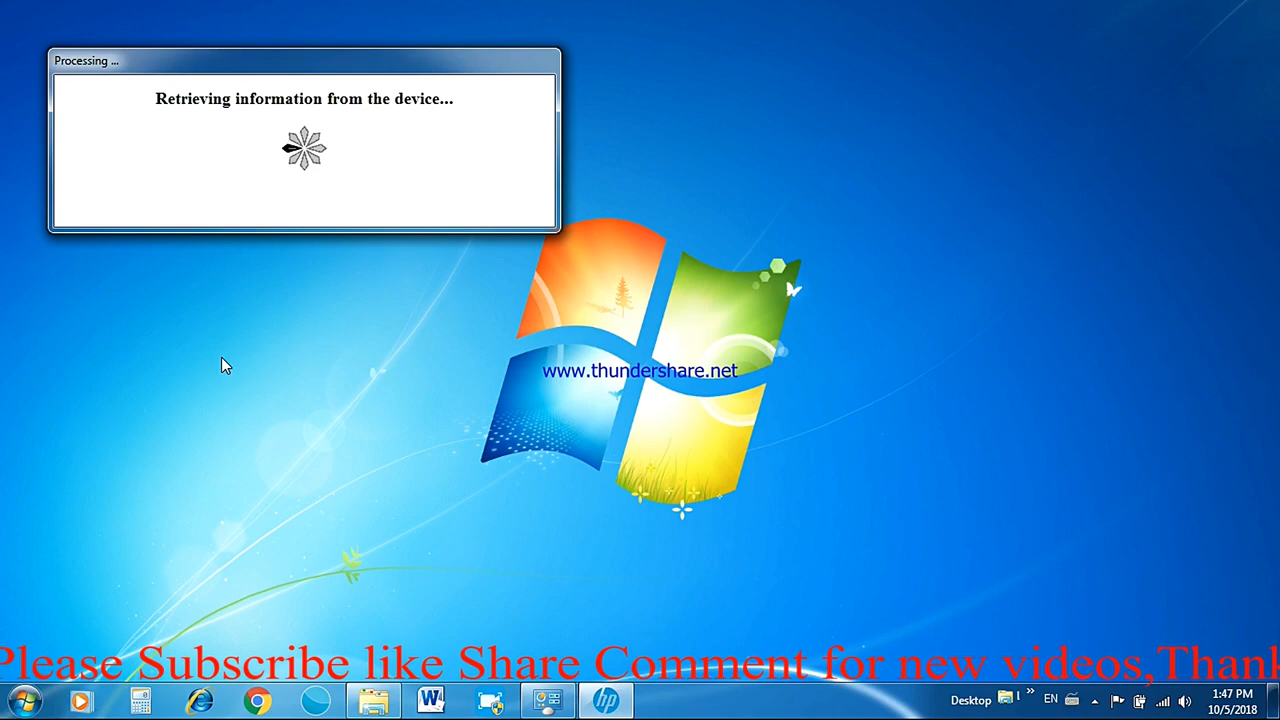 Processing ...
Retrieving information from the device...
www.thundershare.net
Please Subscribe like Share Comment for new videos,Thank
Desktop
EN
1:47 PM
10/5/2018
W
hp